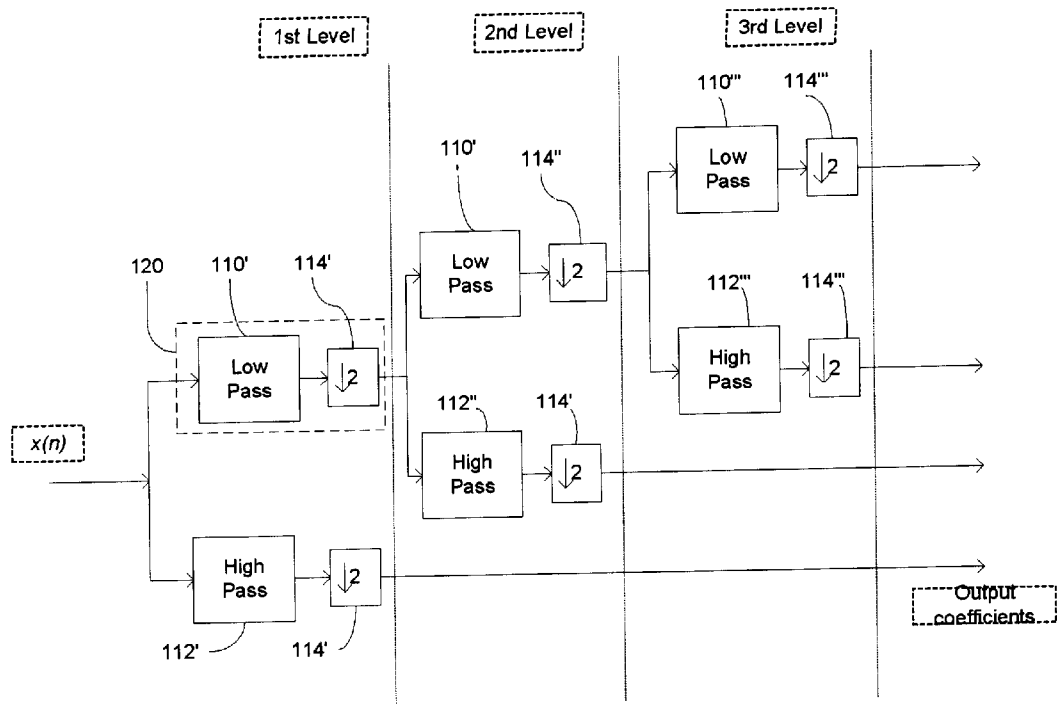 1st Level
2nd Level
3rd Level
110'''
114'''
Low
Pass
↓2
110'
114''
Low
Pass
↓2
112'''
114'''
High
Pass
↓2
120
110'
114'
Low
Pass
↓2
x(n)
112''
114'
High
Pass
↓2
High
Pass
↓2
112'
114'
Output
coefficients